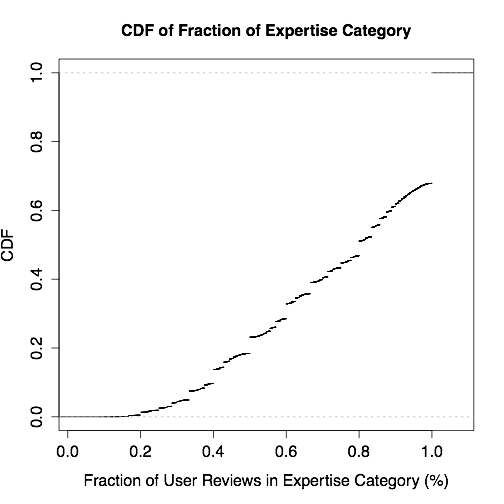 CDF of Fraction of Expertise Category
CDF
1.0
0.8
0.6
0.4
0.2
0.0
0.0 0.2 0.4 0.6 0.8 1.0
Fraction of User Reviews in Expertise Category (%)